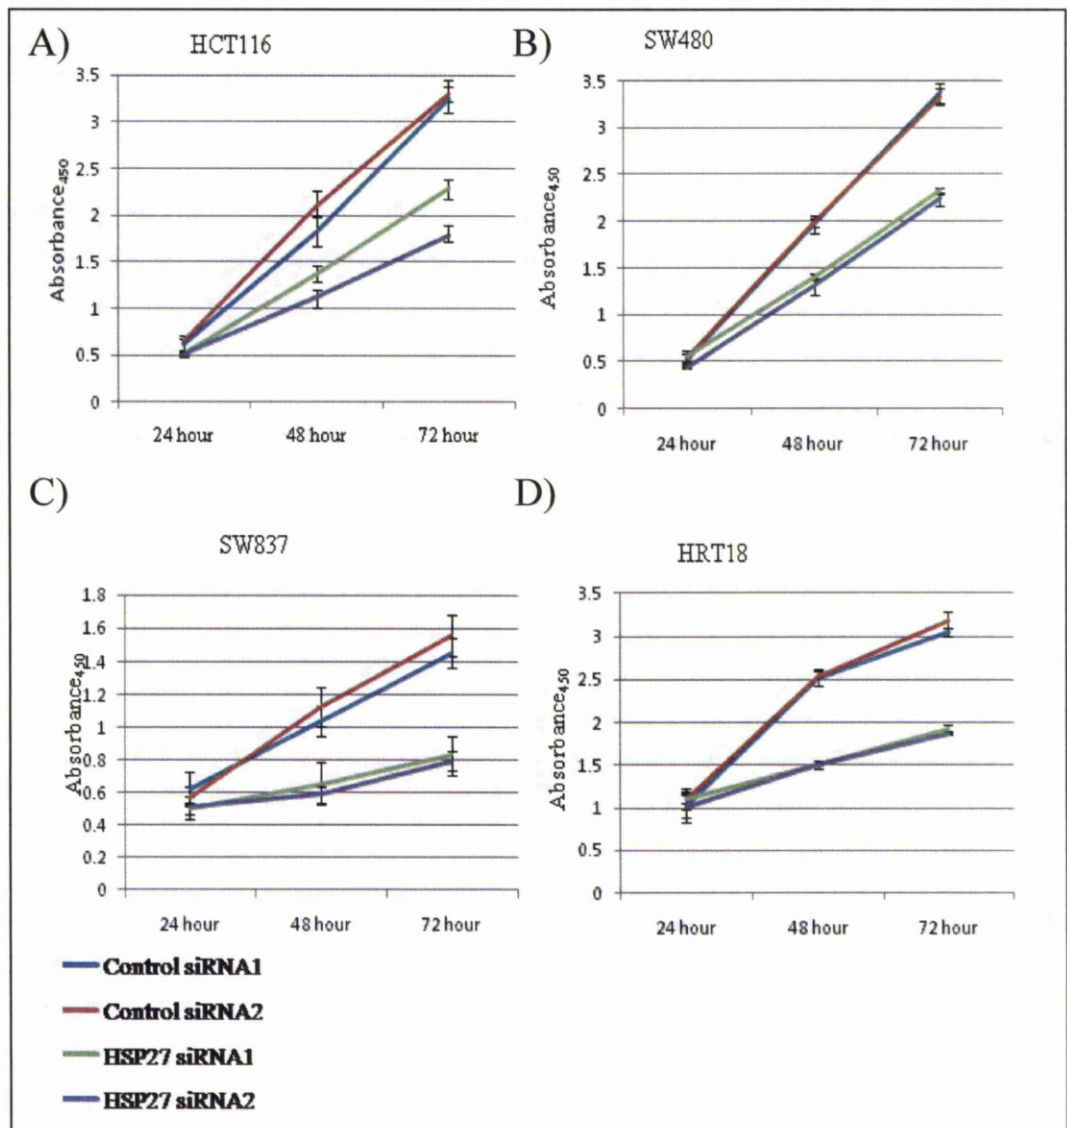 A)
HCT116
Absorbance450
3.5
3
2.5
2
1.5
1
0.5
0
24 hour 48 hour 72 hour
B)
SW480
Absorbance450
3.5
3
2.5
2
1.5
1
0.5
0
24 hour 48 hour 72 hour
C)
SW837
Absorbance450
1.8
1.6
1.4
1.2
1
0.8
0.6
0.4
0.2
0
24 hour 48 hour 72 hour
D)
HRT18
Absorbance450
3.5
3
2.5
2
1.5
1
0.5
0
24 hour 48 hour 72 hour
Control siRNA1
Control siRNA2
HSP27 siRNA1
HSP27 siRNA2